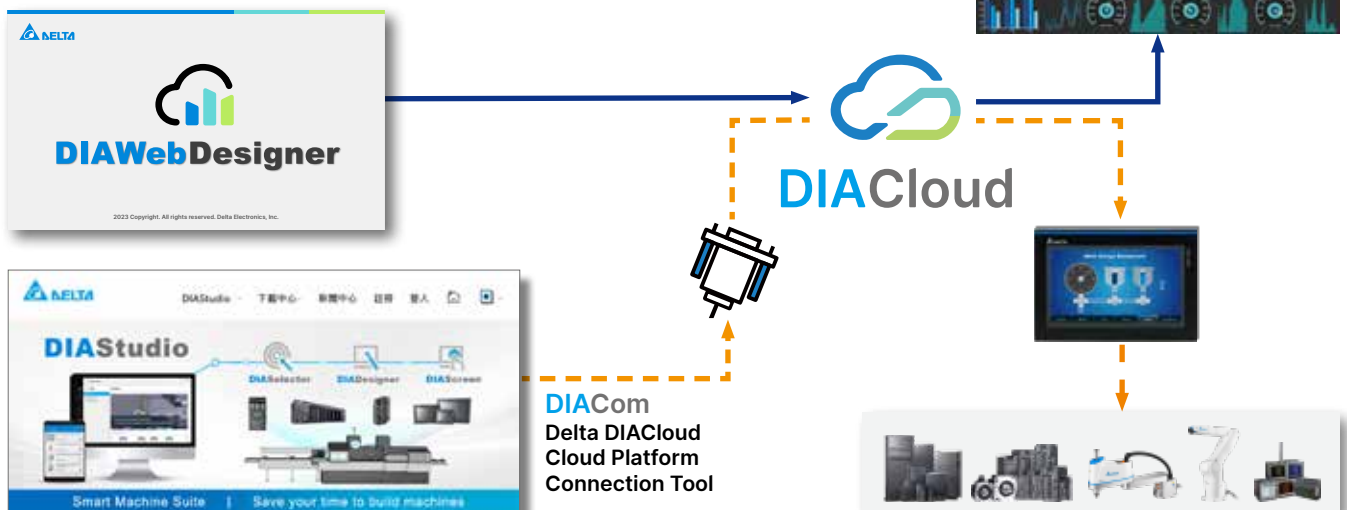 DELTA
DIAWebDesigner
2023 Copyright. All rights reserved. Delta Electronics, Inc.
DIACloud
DELTA
DIAStudio 下載中心 新聞中心 註冊 登入
DIAStudio
DIASelector DIADesigner DIAScreen
Smart Machine Suite | Save your time to build machines
DIACom
Delta DIACloud
Cloud Platform
Connection Tool